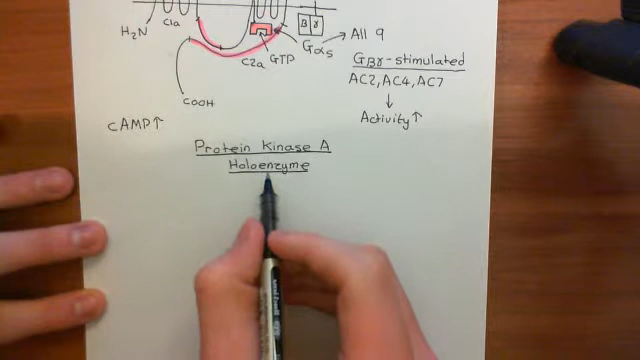 H₂N
C1a
C2a
GTP
β γ
Gαs
All 9
Gβγ-stimulated
AC2, AC4, AC7
Activity↑
COOH
cAMP↑
Protein Kinase A
Holoenzyme